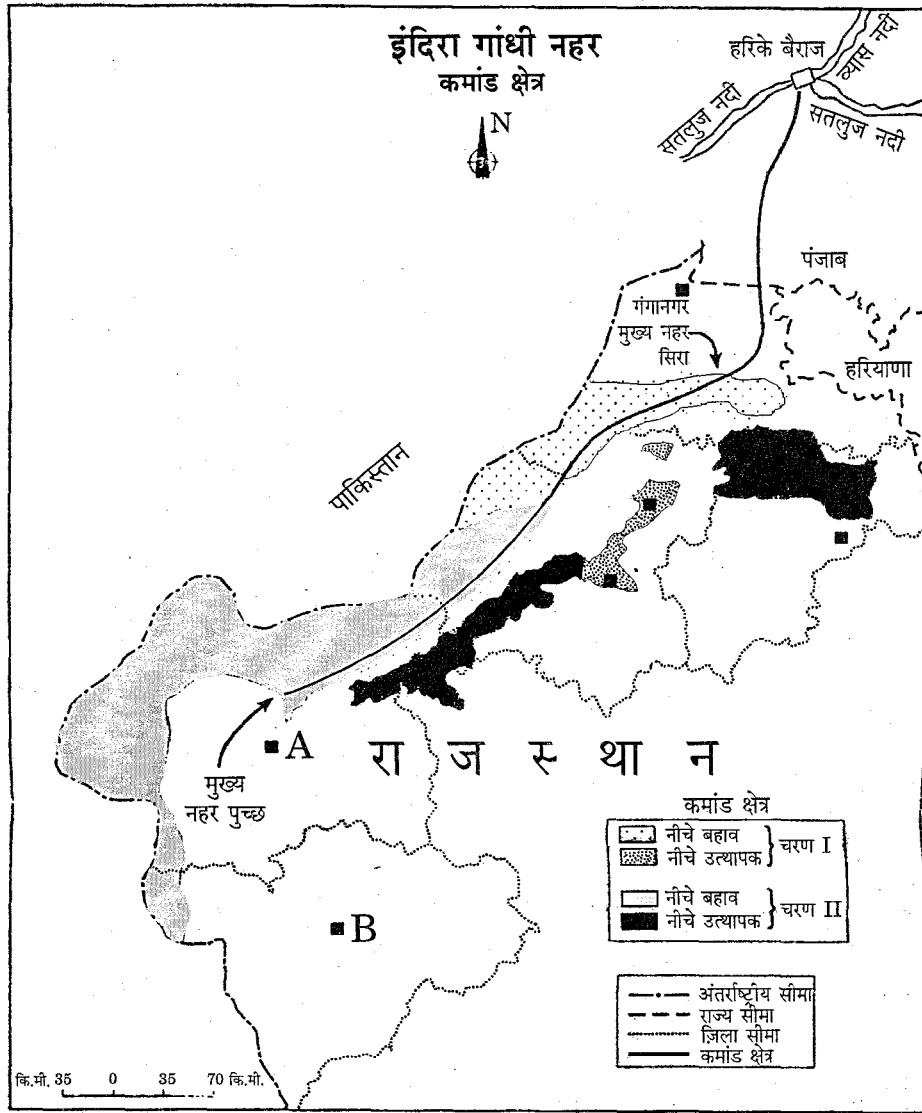 इंदिरा गांधी नहर
कमांड क्षेत्र
N
हरिके बैराज
व्यास नदी
सतलुज नदी
सतलुज नदी
पंजाब
गंगानगर
मुख्य नहर
सिरा
हरियाणा
पाकिस्तान
A
राजस्थान
मुख्य
नहर पुच्छ
B
कमांड क्षेत्र
नीचे बहाव
नीचे उत्थापक
चरण I
नीचे बहाव
नीचे उत्थापक
चरण II
अंतर्राष्ट्रीय सीमा
राज्य सीमा
ज़िला सीमा
कमांड क्षेत्र
कि.मी. 35 0 35 70 कि.मी.